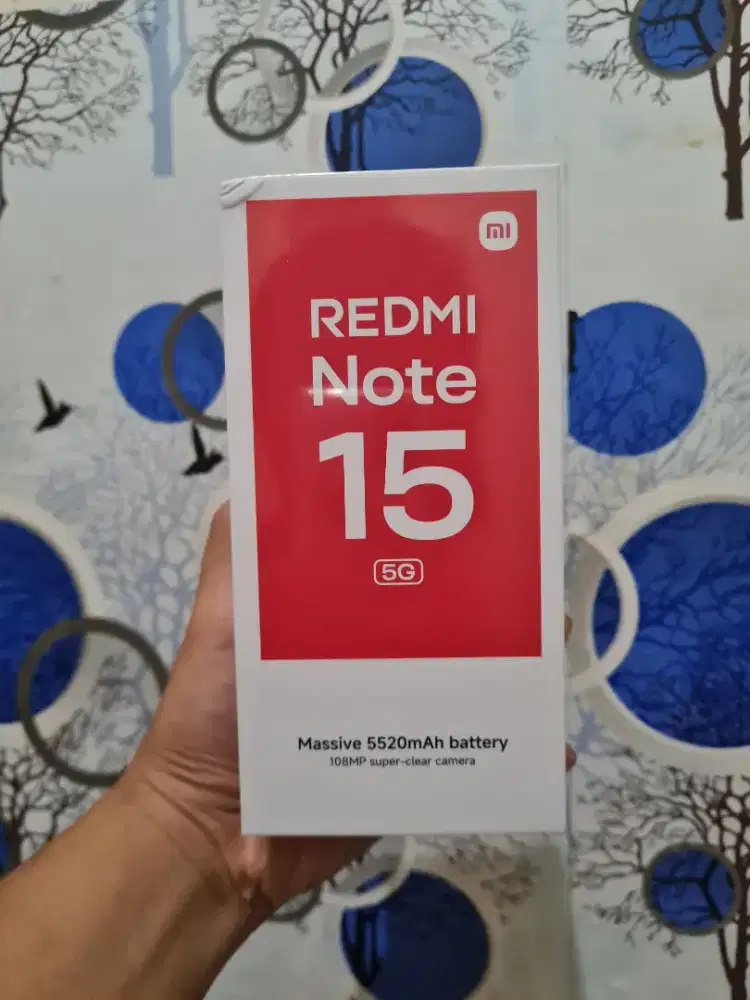 mi
REDMI
Note
15
5G
Massive 5520mAh battery
108MP super-clear camera